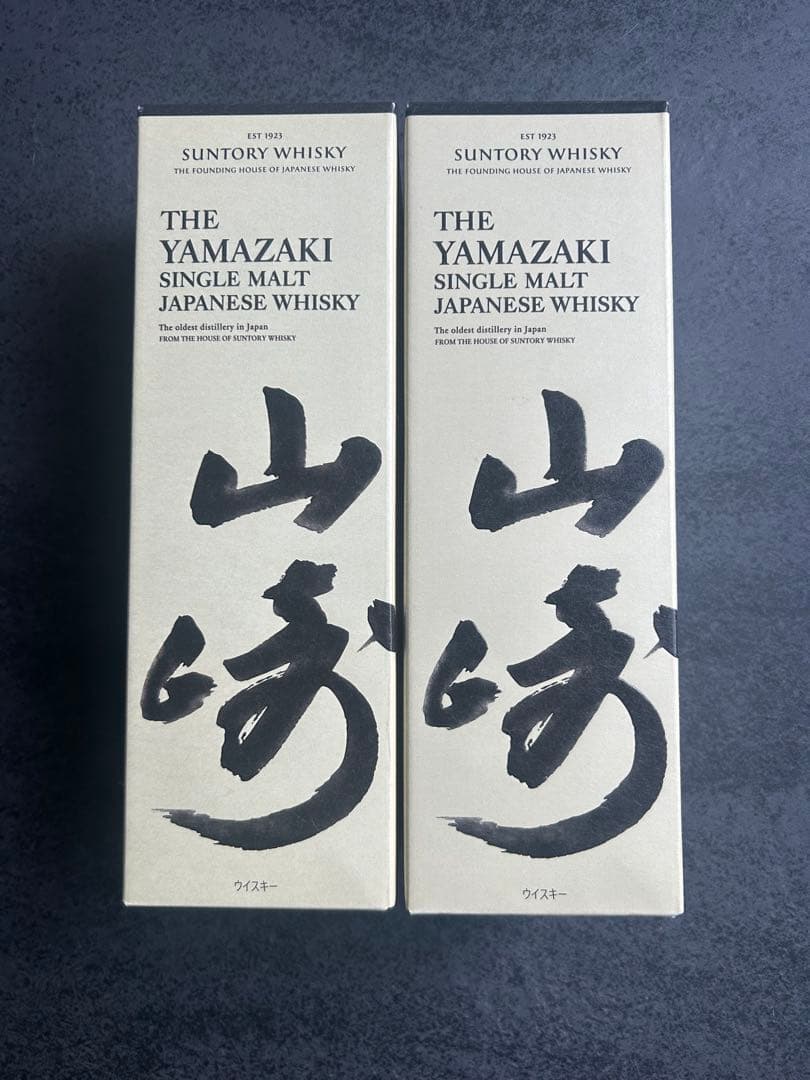 EST 1923
SUNTORY WHISKY
THE FOUNDING HOUSE OF JAPANESE WHISKY
THE
YAMAZAKI
SINGLE MALT
JAPANESE WHISKY
The oldest distillery in Japan
FROM THE HOUSE OF SUNTORY WHISKY
山
崎
ウイスキー
EST 1923
SUNTORY WHISKY
THE FOUNDING HOUSE OF JAPANESE WHISKY
THE
YAMAZAKI
SINGLE MALT
JAPANESE WHISKY
The oldest distillery in Japan
FROM THE HOUSE OF SUNTORY WHISKY
山
崎
ウイスキー